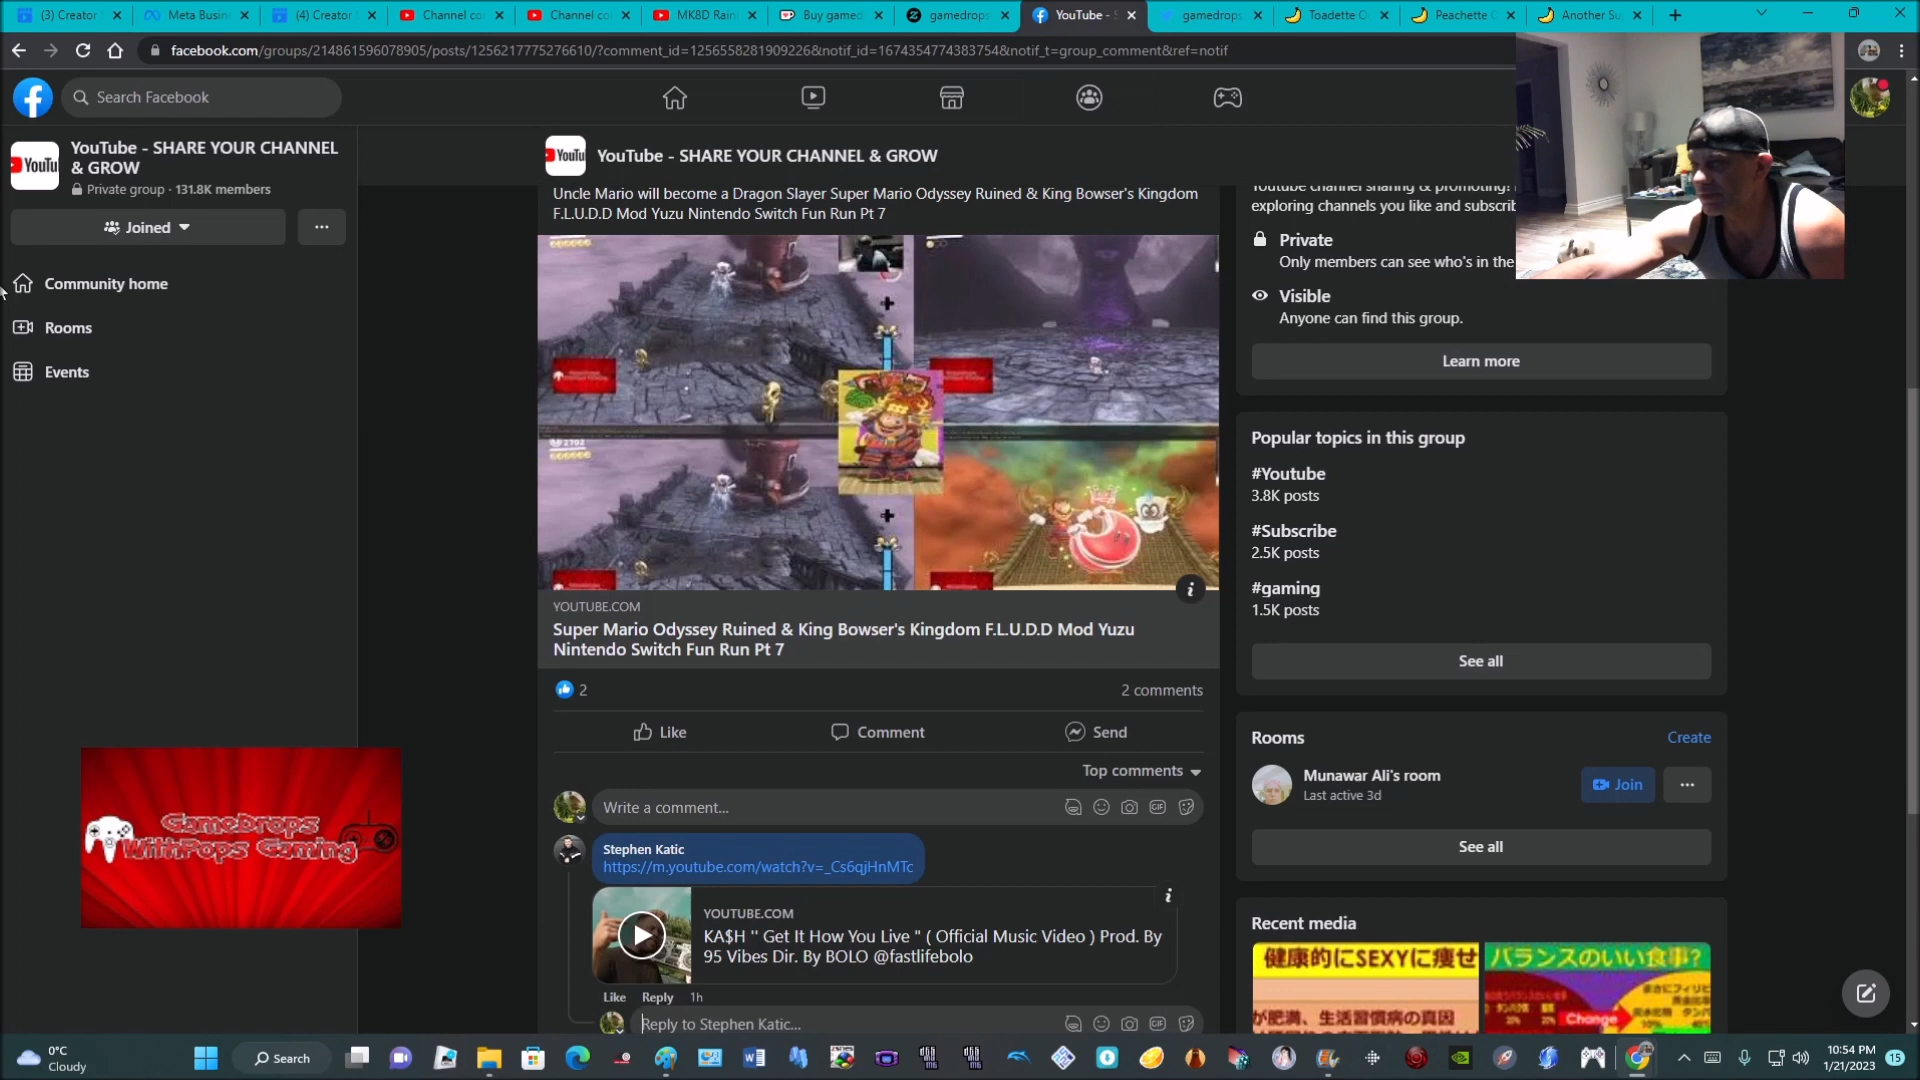 (3) Creator
Meta Busin
(4) Creator
Channel co
Channel co
MK8D Rain
Buy gamed
gamedrops
YouTube - S
gamedrops
Toadette O
Peachette
Another Su
facebook.com/groups/214861596078905/posts/1256217775276610/?comment_id=1256558281909226&notif_id=1674354774383754&notif_t=group_comment&ref=notif
Search Facebook
YouTube - SHARE YOUR CHANNEL
& GROW
Private group · 131.8K members
Joined
Community home
Rooms
Events
GameDrops
WithPops Gaming
YouTube - SHARE YOUR CHANNEL & GROW
Uncle Mario will become a Dragon Slayer Super Mario Odyssey Ruined & King Bowser's Kingdom
F.L.U.D.D Mod Yuzu Nintendo Switch Fun Run Pt 7
YOUTUBE.COM
Super Mario Odyssey Ruined & King Bowser's Kingdom F.L.U.D.D Mod Yuzu
Nintendo Switch Fun Run Pt 7
2
2 comments
Like
Comment
Send
Top comments
Write a comment...
Stephen Katic
https://m.youtube.com/watch?v=_Cs6qjHnMTc
YOUTUBE.COM
KA$H " Get It How You Live " ( Official Music Video ) Prod. By
95 Vibes Dir. By BOLO @fastlifebolo
Like Reply 1h
Reply to Stephen Katic...
Youtube channel sharing & promoting!
exploring channels you like and subscrib
Private
Only members can see who's in the
Visible
Anyone can find this group.
Learn more
Popular topics in this group
#Youtube
3.8K posts
#Subscribe
2.5K posts
#gaming
1.5K posts
See all
Rooms
Create
Munawar Ali's room
Last active 3d
Join
See all
Recent media
健康的にSEXYに痩せ
が肥満、生活習慣病の真因
バランスのいい食事?
Change
0°C
Cloudy
Search
10:54 PM
1/21/2023
15